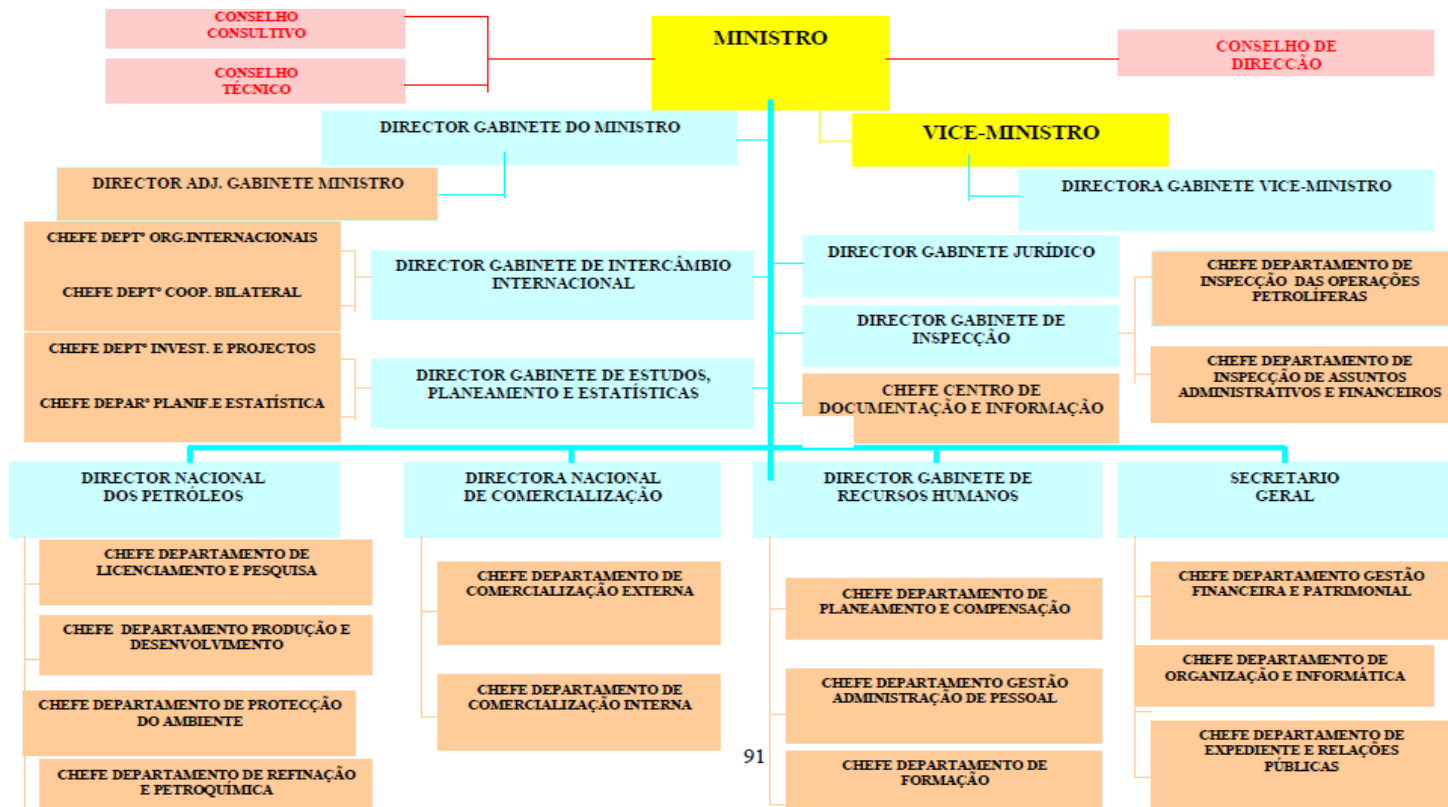 CONSELHO
CONSULTIVO
MINISTRO
CONSELHO DE
DIRECÇÃO
CONSELHO
TÉCNICO
DIRECTOR GABINETE DO MINISTRO
VICE-MINISTRO
DIRECTOR ADJ. GABINETE MINISTRO
DIRECTORA GABINETE VICE-MINISTRO
CHEFE DEPTº ORG.INTERNACIONAIS
CHEFE DEPTº COOP. BILATERAL
DIRECTOR GABINETE DE INTERCÂMBIO
INTERNACIONAL
DIRECTOR GABINETE JURÍDICO
CHEFE DEPARTAMENTO DE
INSPECÇÃO DAS OPERAÇÕES
PETROLÍFERAS
DIRECTOR GABINETE DE
INSPECÇÃO
CHEFE DEPTº INVEST. E PROJECTOS
CHEFE DEPARº PLANIF.E ESTATÍSTICA
DIRECTOR GABINETE DE ESTUDOS,
PLANEAMENTO E ESTATÍSTICAS
CHEFE CENTRO DE
DOCUMENTAÇÃO E INFORMAÇÃO
CHEFE DEPARTAMENTO DE
INSPECÇÃO DE ASSUNTOS
ADMINISTRATIVOS E FINANCEIROS
DIRECTOR NACIONAL
DOS PETRÓLEOS
DIRECTORA NACIONAL
DE COMERCIALIZAÇÃO
DIRECTOR GABINETE DE
RECURSOS HUMANOS
SECRETARIO
GERAL
CHEFE DEPARTAMENTO DE
LICENCIAMENTO E PESQUISA
CHEFE DEPARTAMENTO PRODUÇÃO E
DESENVOLVIMENTO
CHEFE DEPARTAMENTO DE PROTECÇÃO
DO AMBIENTE
CHEFE DEPARTAMENTO DE REFINAÇÃO
E PETROQUÍMICA
CHEFE DEPARTAMENTO DE
COMERCIALIZAÇÃO EXTERNA
CHEFE DEPARTAMENTO DE
COMERCIALIZAÇÃO INTERNA
CHEFE DEPARTAMENTO DE
PLANEAMENTO E COMPENSAÇÃO
CHEFE DEPARTAMENTO GESTÃO
ADMINISTRAÇÃO DE PESSOAL
CHEFE DEPARTAMENTO DE
FORMAÇÃO
CHEFE DEPARTAMENTO GESTÃO
FINANCEIRA E PATRIMONIAL
CHEFE DEPARTAMENTO DE
ORGANIZAÇÃO E INFORMÁTICA
CHEFE DEPARTAMENTO DE
EXPEDIENTE E RELAÇÕES
PÚBLICAS
91